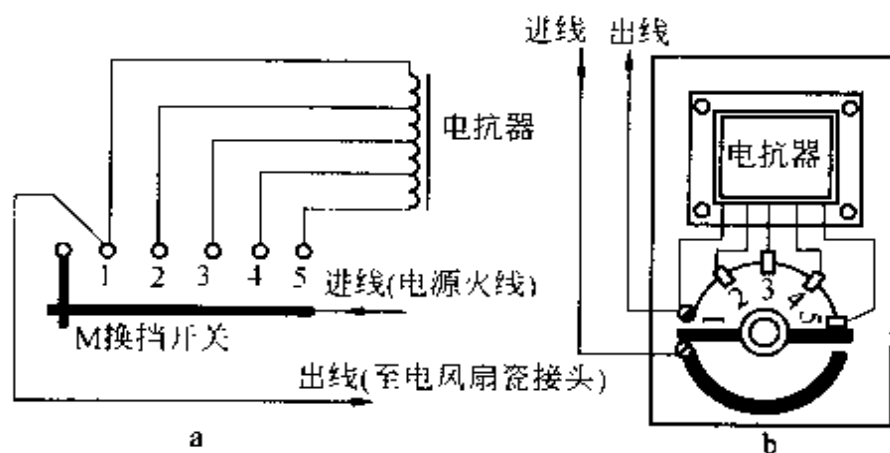 电抗器
1 2 3 4 5
进线(电源火线)
M换挡开关
出线(至电风扇瓷接头)
a
进线 出线
电抗器
1 2 3 4 5
b